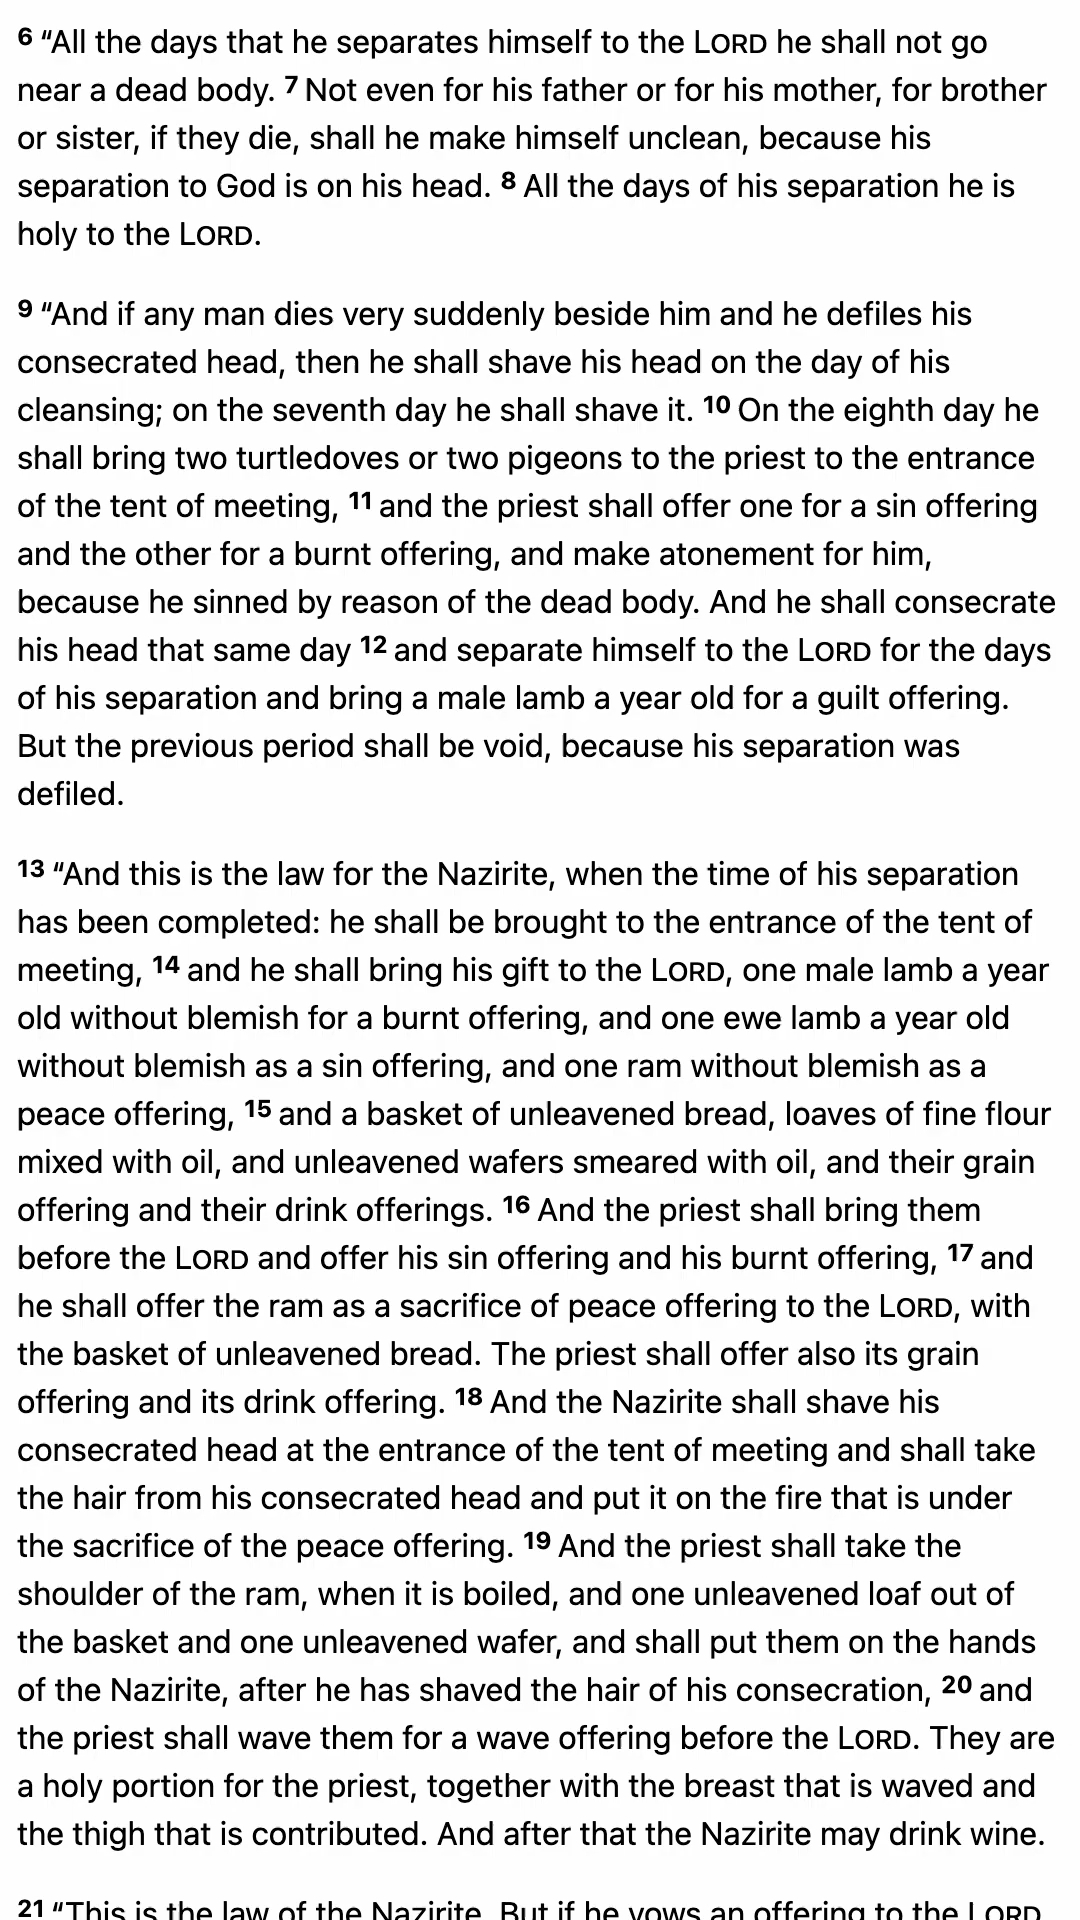 6 “All the days that he separates himself to the LORD he shall not go
near a dead body. 7 Not even for his father or for his mother, for brother
or sister, if they die, shall he make himself unclean, because his
separation to God is on his head. 8 All the days of his separation he is
holy to the LORD.
9 “And if any man dies very suddenly beside him and he defiles his
consecrated head, then he shall shave his head on the day of his
cleansing; on the seventh day he shall shave it. 10 On the eighth day he
shall bring two turtledoves or two pigeons to the priest to the entrance
of the tent of meeting, 11 and the priest shall offer one for a sin offering
and the other for a burnt offering, and make atonement for him,
because he sinned by reason of the dead body. And he shall consecrate
his head that same day 12 and separate himself to the LORD for the days
of his separation and bring a male lamb a year old for a guilt offering.
But the previous period shall be void, because his separation was
defiled.
13 “And this is the law for the Nazirite, when the time of his separation
has been completed: he shall be brought to the entrance of the tent of
meeting, 14 and he shall bring his gift to the LORD, one male lamb a year
old without blemish for a burnt offering, and one ewe lamb a year old
without blemish as a sin offering, and one ram without blemish as a
peace offering, 15 and a basket of unleavened bread, loaves of fine flour
mixed with oil, and unleavened wafers smeared with oil, and their grain
offering and their drink offerings. 16 And the priest shall bring them
before the LORD and offer his sin offering and his burnt offering, 17 and
he shall offer the ram as a sacrifice of peace offering to the LORD, with
the basket of unleavened bread. The priest shall offer also its grain
offering and its drink offering. 18 And the Nazirite shall shave his
consecrated head at the entrance of the tent of meeting and shall take
the hair from his consecrated head and put it on the fire that is under
the sacrifice of the peace offering. 19 And the priest shall take the
shoulder of the ram, when it is boiled, and one unleavened loaf out of
the basket and one unleavened wafer, and shall put them on the hands
of the Nazirite, after he has shaved the hair of his consecration, 20 and
the priest shall wave them for a wave offering before the LORD. They are
a holy portion for the priest, together with the breast that is waved and
the thigh that is contributed. And after that the Nazirite may drink wine.
21 “This is the law of the Nazirite. But if he vows an offering to the LORD